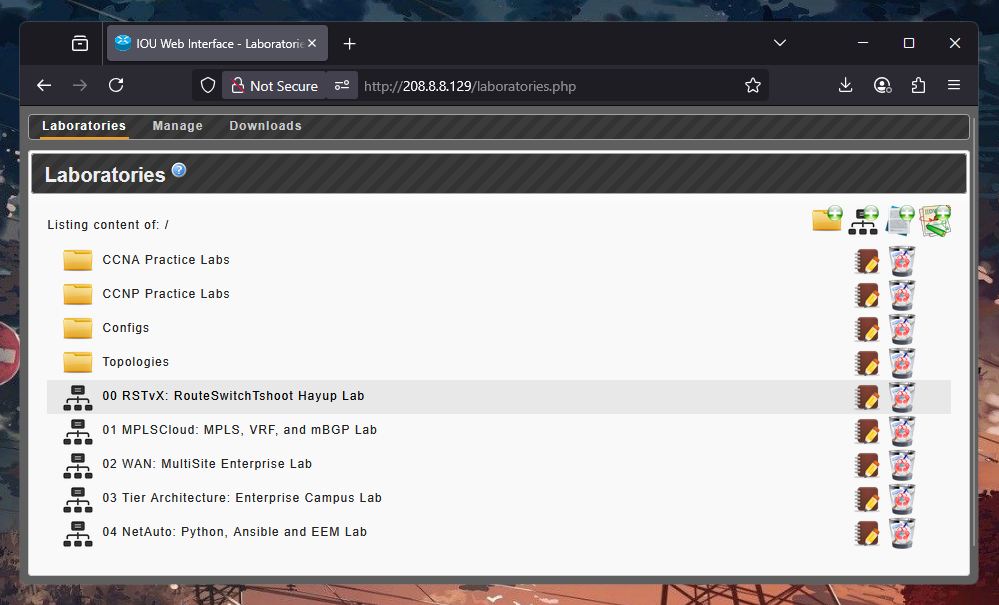 IOU Web Interface - Laboratorie
Not Secure
http://208.8.8.129/laboratories.php
Laboratories Manage Downloads
Laboratories
Listing content of: /
CCNA Practice Labs
CCNP Practice Labs
Configs
Topologies
00 RSTvX: RouteSwitchTshoot Hayup Lab
01 MPLSCloud: MPLS, VRF, and mBGP Lab
02 WAN: MultiSite Enterprise Lab
03 Tier Architecture: Enterprise Campus Lab
04 NetAuto: Python, Ansible and EEM Lab